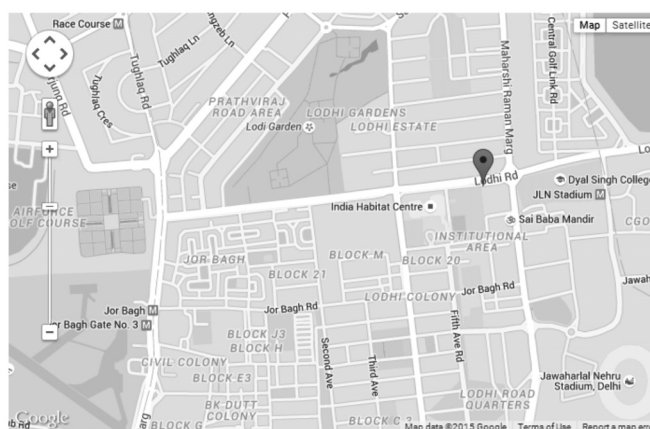 Race Course M
Map Satellite
Tughlaq Ln
Tughlaq Rd
Tughlaq Cres
Central Golf Link Rd
Maharshi Raman Marg
PRATHVIRAJ
ROAD AREA
LODHI GARDENS
LODHI ESTATE
Lodi Garden
Lodhi Rd
Dyal Singh College
JLN Stadium M
India Habitat Centre
Sai Baba Mandir
AIRFORCE
INSTITUTIONAL
AREA
JOR BAGH
BLOCK M
BLOCK 20
BLOCK 21
LODHI COLONY
Jor Bagh Rd
Jor Bagh Rd
Jor Bagh M
r Bagh Gate No. 3 M
BLOCK J3
BLOCK H
CIVIL COLONY
BLOCK E3
Second Ave
Third Ave
Fifth Ave Rd
Jawaharlal Nehru
Stadium, Delhi
LODHI ROAD
QUARTERS
BK DUTT
COLONY
BLOCK G
BLOCK C 3
Google
Map data ©2015 Google Terms of Use Report a map err